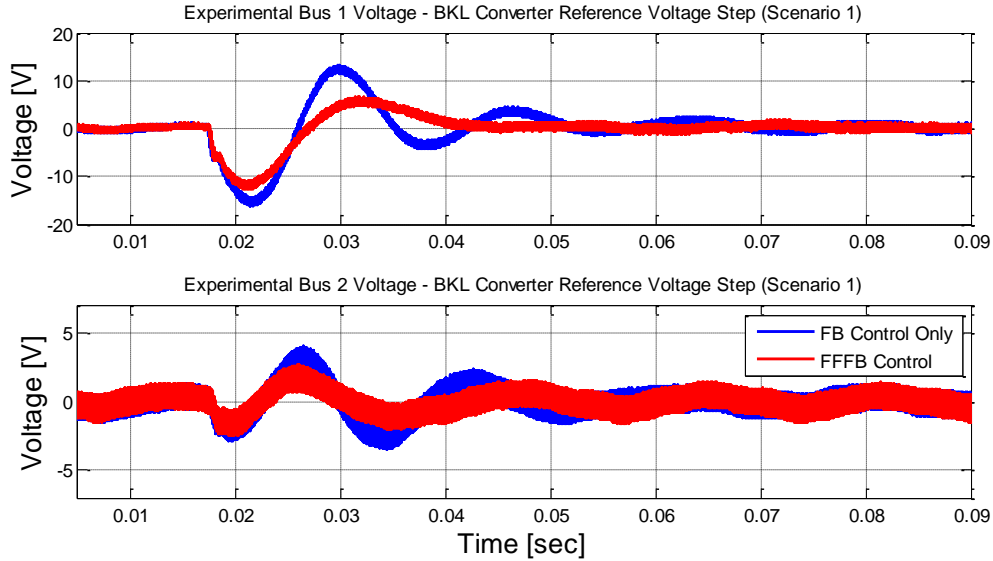 Experimental Bus 1 Voltage - BKL Converter Reference Voltage Step (Scenario 1)
Voltage [V]
20
10
0
-10
-20
0.01 0.02 0.03 0.04 0.05 0.06 0.07 0.08 0.09
Experimental Bus 2 Voltage - BKL Converter Reference Voltage Step (Scenario 1)
Voltage [V]
5
0
-5
FB Control Only
FFFB Control
0.01 0.02 0.03 0.04 0.05 0.06 0.07 0.08 0.09
Time [sec]